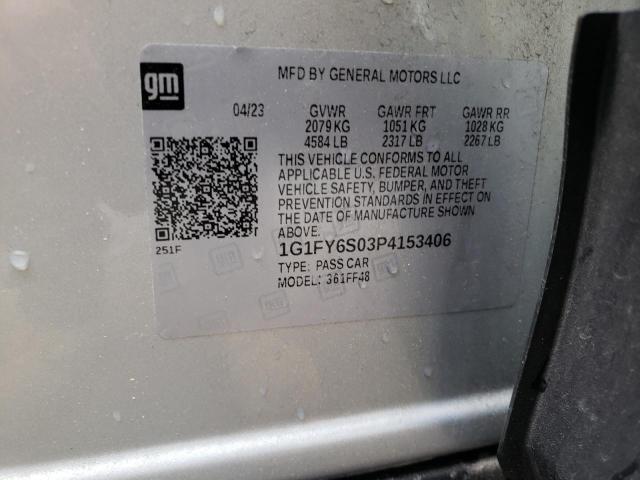 gm
MFD BY GENERAL MOTORS LLC
04/23 GVWR GAWR FRT GAWR RR
2079 KG 1051 KG 1028 KG
4584 LB 2317 LB 2267 LB
THIS VEHICLE CONFORMS TO ALL
APPLICABLE U.S. FEDERAL MOTOR
VEHICLE SAFETY, BUMPER, AND THEFT
PREVENTION STANDARDS IN EFFECT ON
THE DATE OF MANUFACTURE SHOWN
ABOVE.
251F
1G1FY6S03P4153406
TYPE: PASS CAR
MODEL: 361FF48